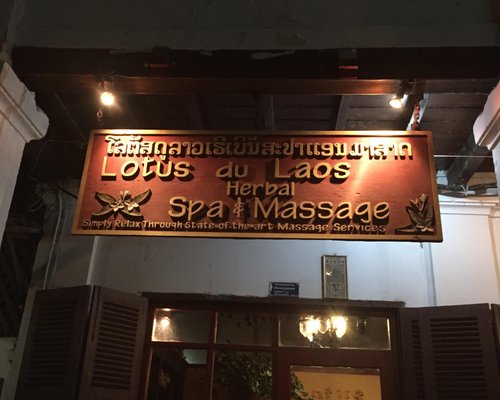 ໂລຕັສດູລາວເຮີເບີນສະປາແອນມາສາດ
Lotus du Laos
Herbal
Spa & Massage
Simply Relax Through State-of-the-art Massage Services